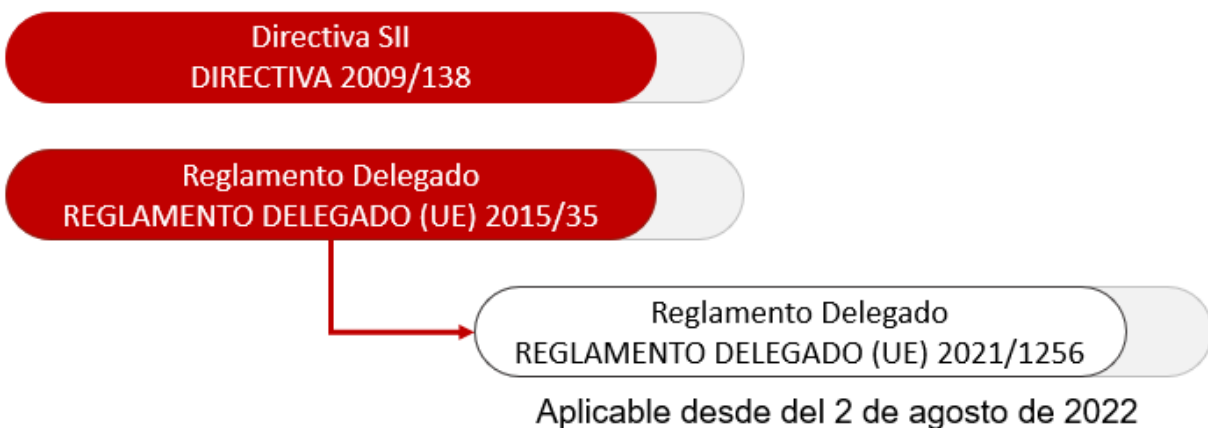 Directiva SII
DIRECTIVA 2009/138
Reglamento Delegado
REGLAMENTO DELEGADO (UE) 2015/35
Reglamento Delegado
REGLAMENTO DELEGADO (UE) 2021/1256
Aplicable desde del 2 de agosto de 2022